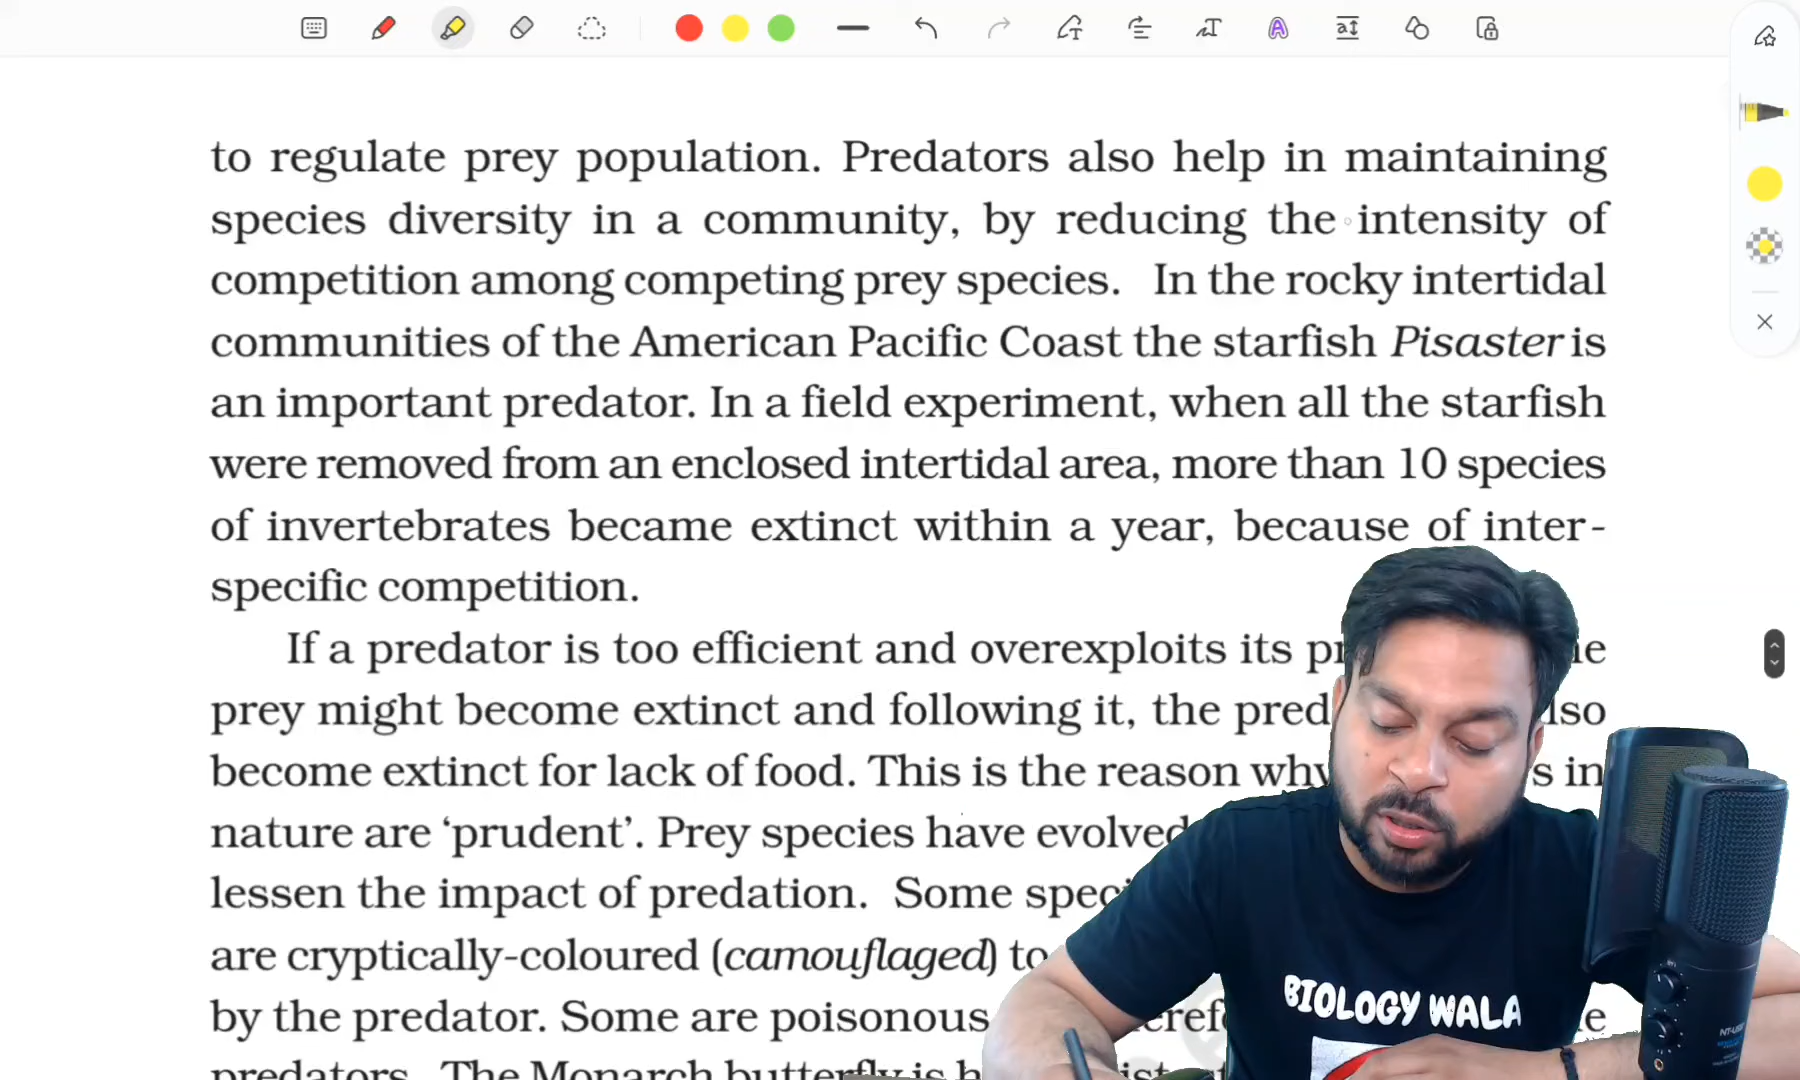 to regulate prey population. Predators also help in maintaining
species diversity in a community, by reducing the intensity of
competition among competing prey species. In the rocky intertidal
communities of the American Pacific Coast the starfish Pisaster is
an important predator. In a field experiment, when all the starfish
were removed from an enclosed intertidal area, more than 10 species
of invertebrates became extinct within a year, because of inter-
specific competition.
If a predator is too efficient and overexploits its
prey might become extinct and following it, the
become extinct for lack of food. This is the reason why in
nature are ‘prudent’. Prey species have evolved
lessen the impact of predation. Some
are cryptically-coloured (camouflaged) to
by the predator. Some are poisonous
predators. The Monarch butterfly is
BIOLOGY WALA